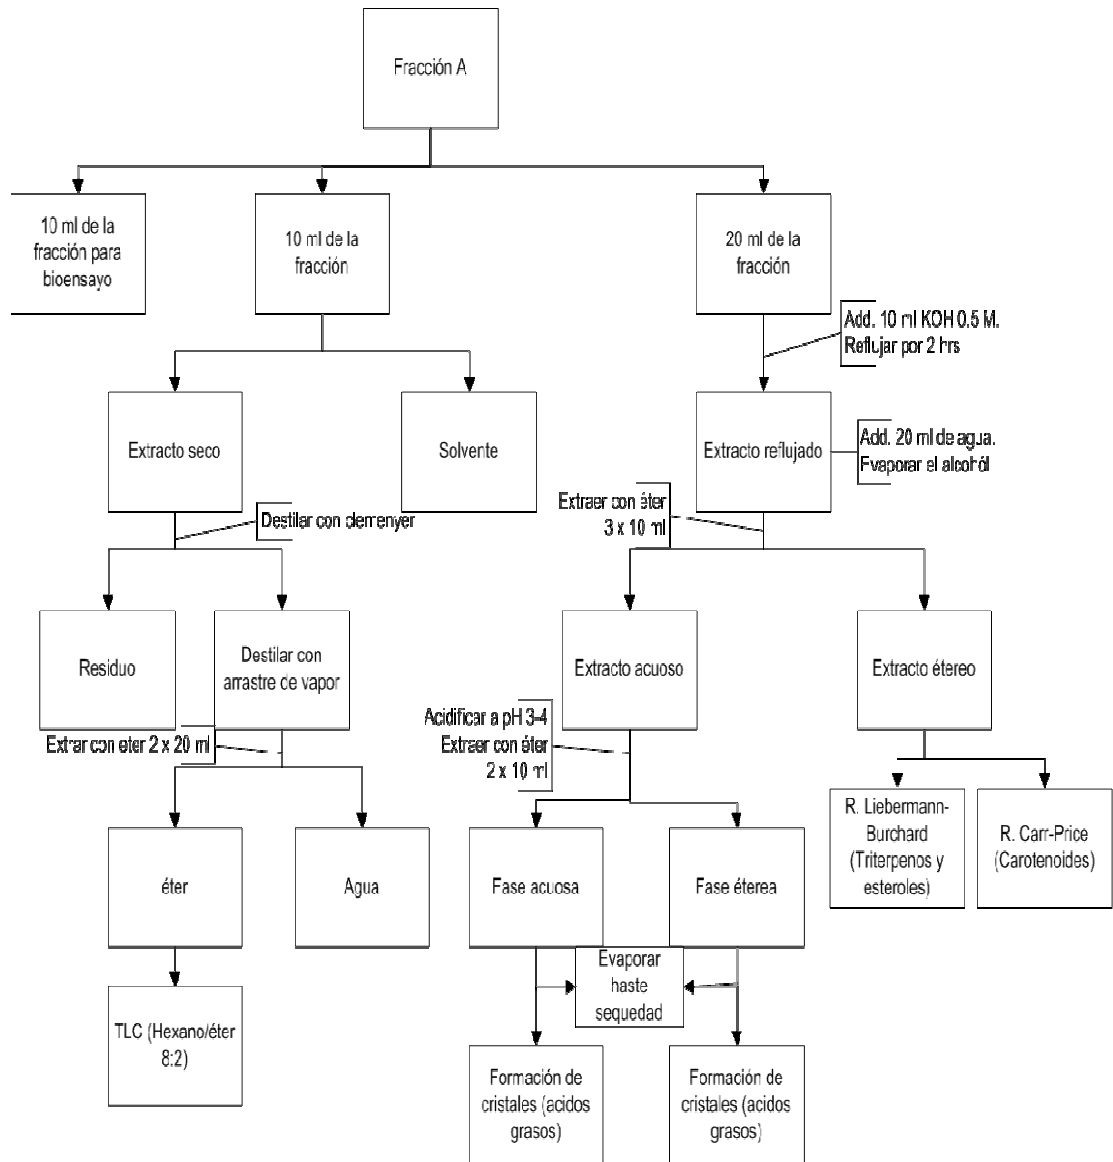 Fracción A
10 ml de la
fracción para
bioensayo
10 ml de la
fracción
20 ml de la
fracción
Add. 10 ml KOH 0.5 M.
Reflujar por 2 hrs
Extracto seco
Solvente
Extracto reflujado
Add. 20 ml de agua.
Evaporar el alcohól
Destilar con clemenyer
Extraer con éter
3 x 10 ml
Residuo
Destilar con
arrastre de vapor
Extracto acuoso
Extracto étereo
Extrar con eter 2 x 20 ml
Acidificar a pH 3-4
Extraer con éter
2 x 10 ml
éter
Agua
Fase acuosa
Fase éterea
R. Liebermann-
Burchard
(Triterpenos y
esteroles)
R. Carr-Price
(Carotenoides)
Evaporar
haste
sequedad
TLC (Hexano/éter
8:2)
Formación de
cristales (acidos
grasos)
Formación de
cristales (acidos
grasos)